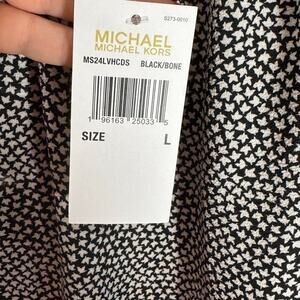 S273-0010
MICHAEL
MICHAEL KORS
MS24LVHCDS BLACK/BONE
1 96163 25033 5
SIZE L